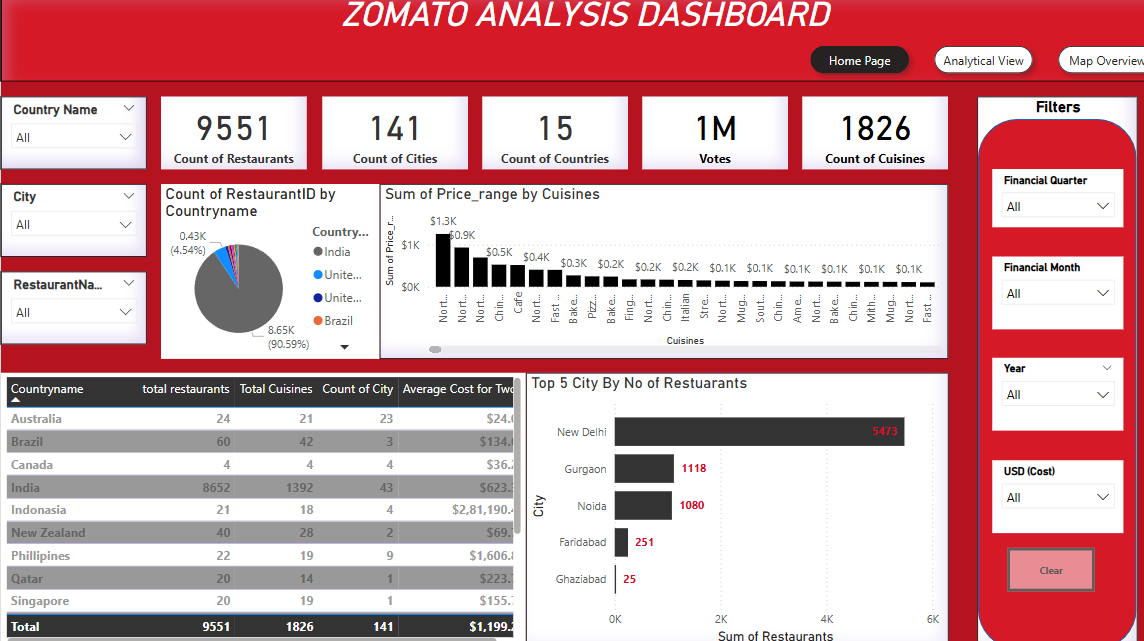 ZOMATO ANALYSIS DASHBOARD
Home Page
Analytical View
Map Overview
Country Name
All
City
All
RestaurantNa...
All
9551
Count of Restaurants
141
Count of Cities
15
Count of Countries
1M
Votes
1826
Count of Cuisines
Count of RestaurantID by
Countryname
0.43K
(4.54%)
8.65K
(90.59%)
Country...
India
Unite...
Unite...
Brazil
Sum of Price_range by Cuisines
Sum of Price_r...
$1K
$0K
$1.3K
$0.9K
$0.5K
$0.4K
$0.3K
$0.2K
$0.2K
$0.2K
$0.1K
$0.1K
$0.1K
$0.1K
$0.1K
$0.1K
Nort...
Nort...
Nort...
Chin...
Cafe
Nort...
Fast ...
Bake...
Pizz...
Bake...
Fing...
Nort...
Chin...
Italian
Stre...
Nort...
Mug...
Sout...
Chin...
Ame...
Nort...
Bake...
Chin...
Mith...
Mug...
Nort...
Fast ...
Cuisines
Countryname total restaurants Total Cuisines Count of City Average Cost for Two
Australia 24 21 23 $24.
Brazil 60 42 3 $134.
Canada 4 4 4 $36.
India 8652 1392 43 $623.
Indonasia 21 18 4 $2,81,190.
New Zealand 40 28 2 $69.
Phillipines 22 19 9 $1,606.
Qatar 20 14 1 $223.
Singapore 20 19 1 $155.
Total 9551 1826 141 $1,199.
Top 5 City By No of Restuarants
City
New Delhi 5473
Gurgaon 1118
Noida 1080
Faridabad 251
Ghaziabad 25
0K 2K 4K 6K
Sum of Restaurants
Filters
Financial Quarter
All
Financial Month
All
Year
All
USD (Cost)
All
Clear